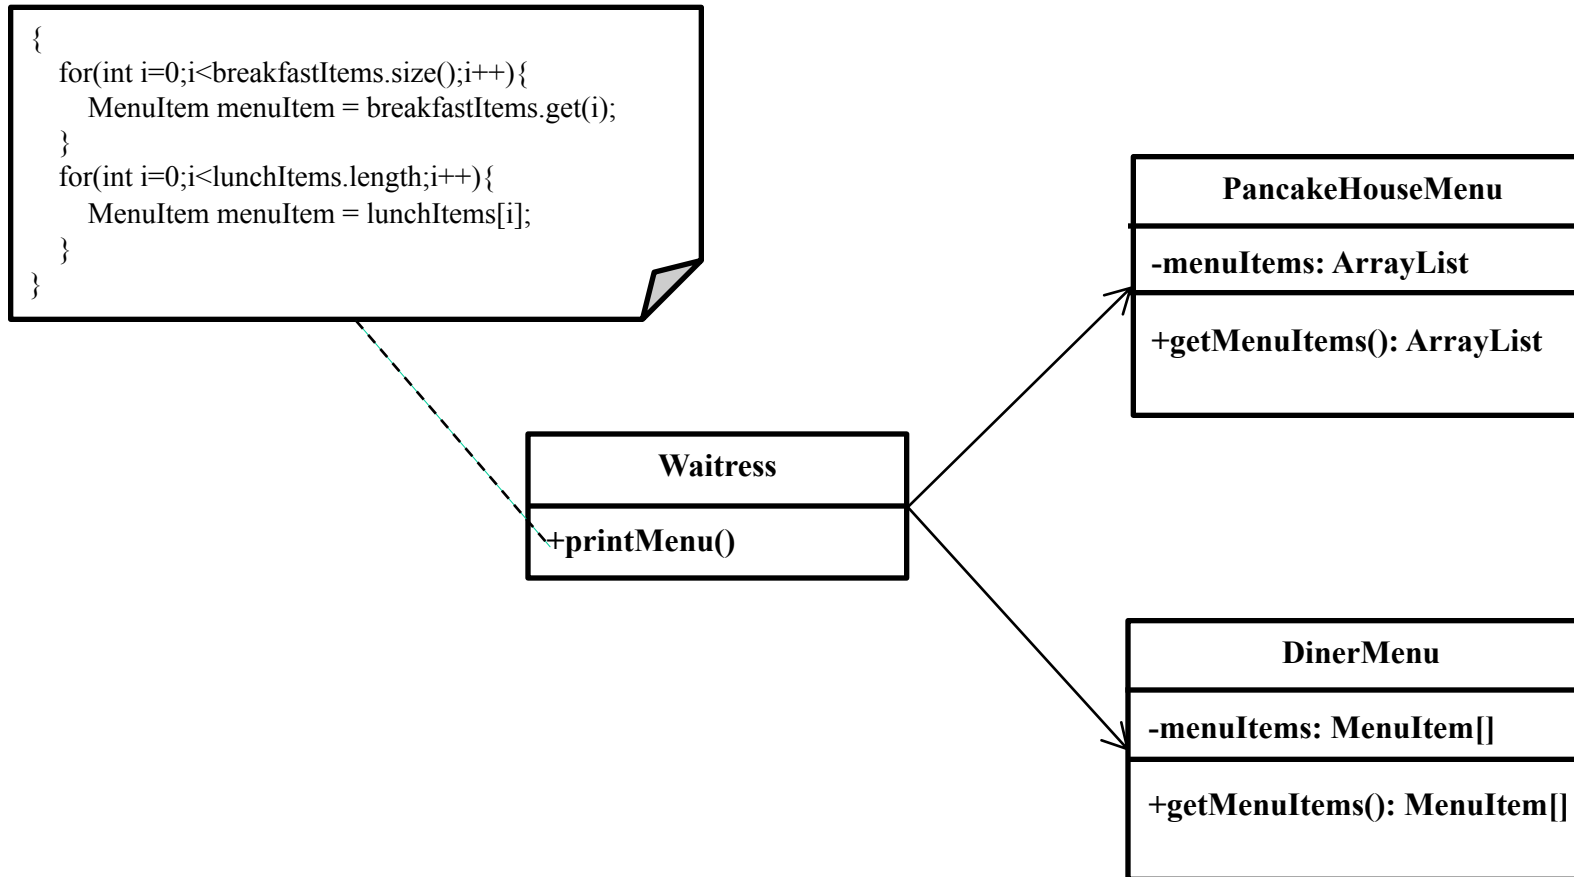 {
for(int i=0;i<breakfastItems.size();i++){
MenuItem menuItem = breakfastItems.get(i);
}
for(int i=0;i<lunchItems.length;i++){
MenuItem menuItem = lunchItems[i];
}
}
PancakeHouseMenu
-menuItems: ArrayList
+getMenuItems(): ArrayList
Waitress
+printMenu()
DinerMenu
-menuItems: MenuItem[]
+getMenuItems(): MenuItem[]